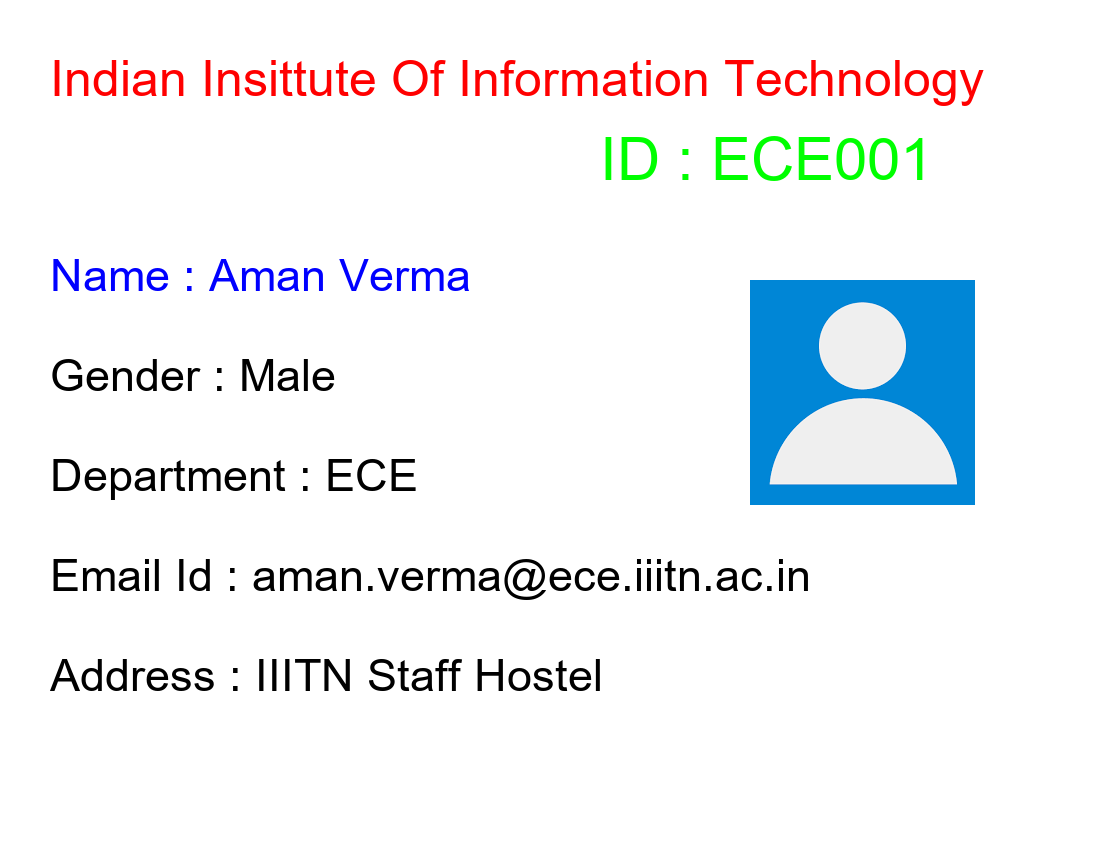 Indian Insittute Of Information Technology
ID : ECE001
Name : Aman Verma
Gender : Male
Department : ECE
Email Id : aman.verma@ece.iiitn.ac.in
Address : IIITN Staff Hostel